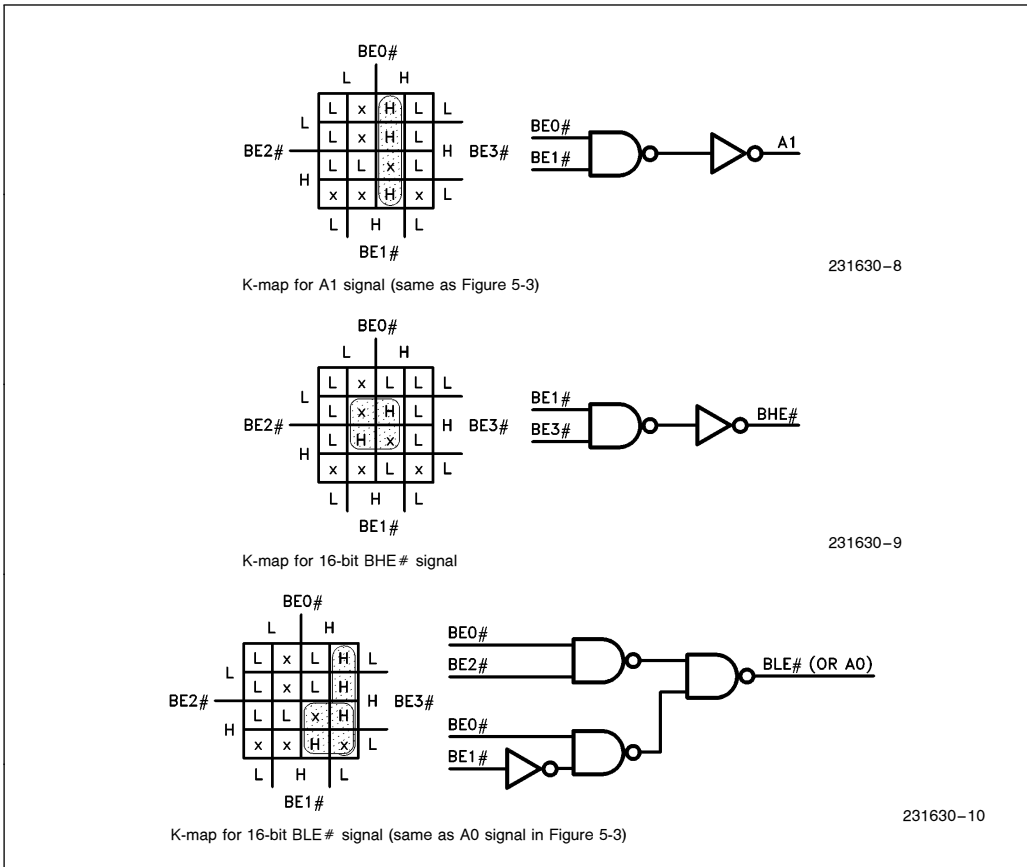 BE0#
L H
L x H L L
L
L x H L
BE2# H BE3#
L L x L
H
x x H x L
L H L
BE1#
BE0#
BE1#
A1
231630–8
K-map for A1 signal (same as Figure 5-3)
BE0#
L H
L x L L L
L
L x H L
BE2# H BE3#
L H x L
H
x x L x L
L H L
BE1#
BE1#
BE3#
BHE#
231630–9
K-map for 16-bit BHE# signal
BE0#
L H
L x L H L
L
L x L H
BE2# H BE3#
L L x H
H
x x H x L
L H L
BE1#
BE0#
BE2#
BE0#
BE1#
BLE# (OR A0)
231630–10
K-map for 16-bit BLE# signal (same as A0 signal in Figure 5-3)